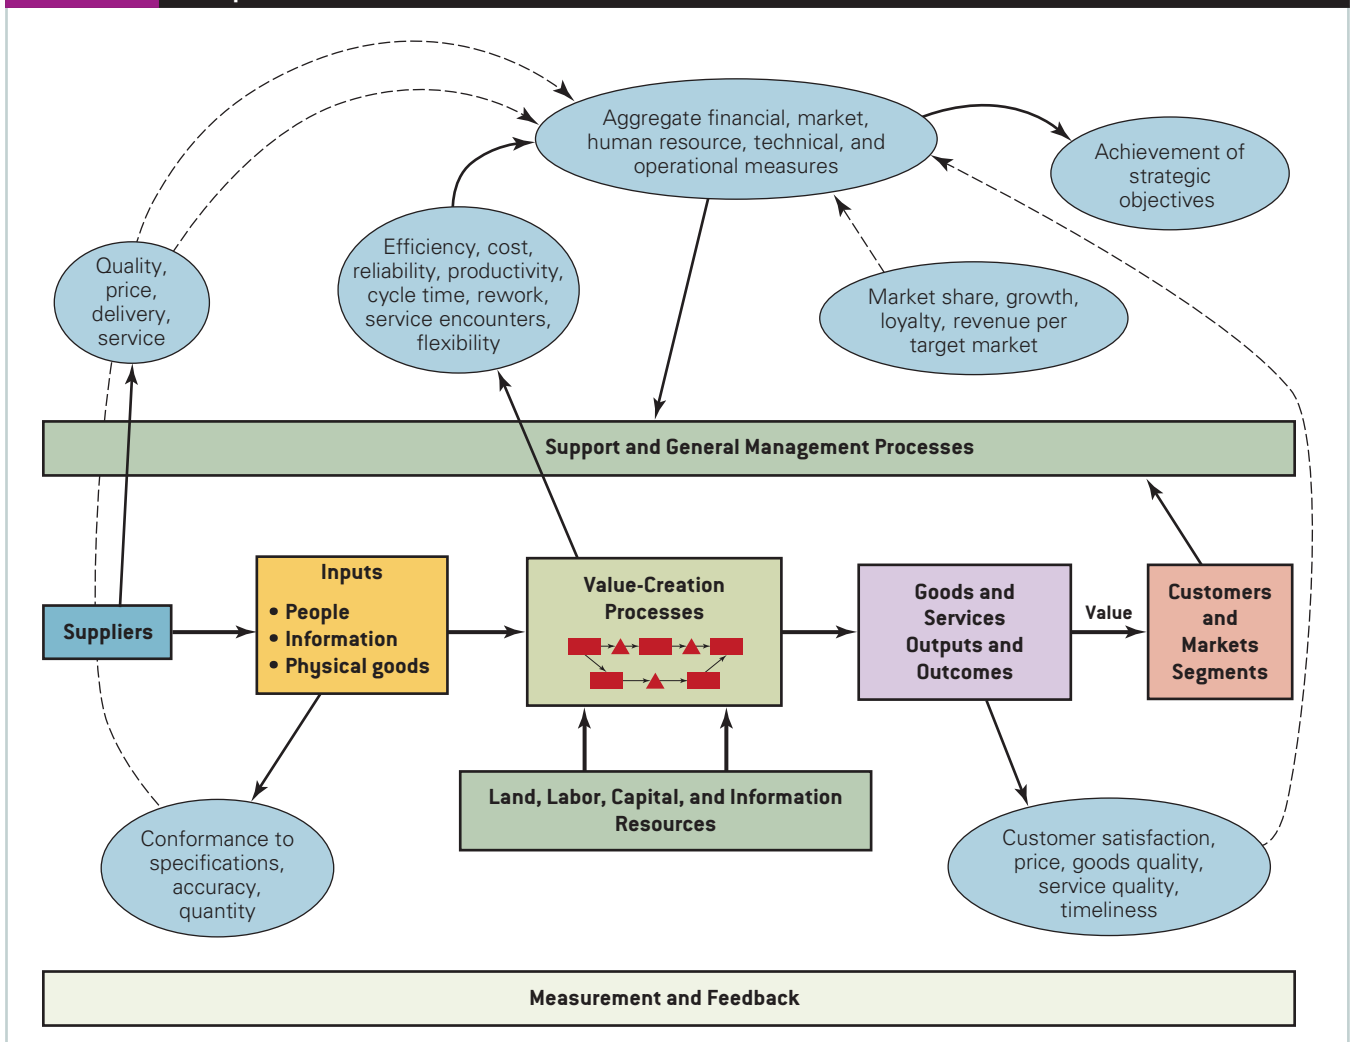 Aggregate financial, market,
human resource, technical, and
operational measures
Achievement of
strategic
objectives
Quality,
price,
delivery,
service
Efficiency, cost,
reliability, productivity,
cycle time, rework,
service encounters,
flexibility
Market share, growth,
loyalty, revenue per
target market
Support and General Management Processes
Suppliers
Inputs
• People
• Information
• Physical goods
Value-Creation
Processes
Goods and
Services
Outputs and
Outcomes
Value
Customers
and
Markets
Segments
Land, Labor, Capital, and Information
Resources
Conformance to
specifications,
accuracy,
quantity
Customer satisfaction,
price, goods quality,
service quality,
timeliness
Measurement and Feedback